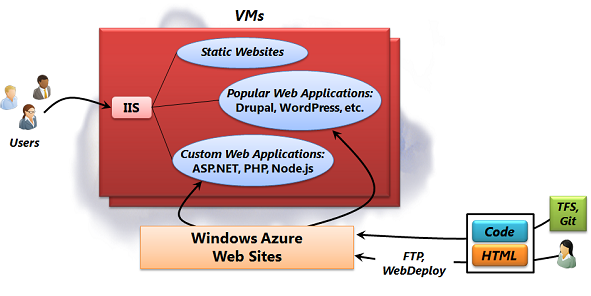 VMs
Static Websites
Popular Web Applications:
Drupal, WordPress, etc.
IIS
Users
Custom Web Applications:
ASP.NET, PHP, Node.js
Windows Azure
Web Sites
FTP,
WebDeploy
Code
HTML
TFS,
Git